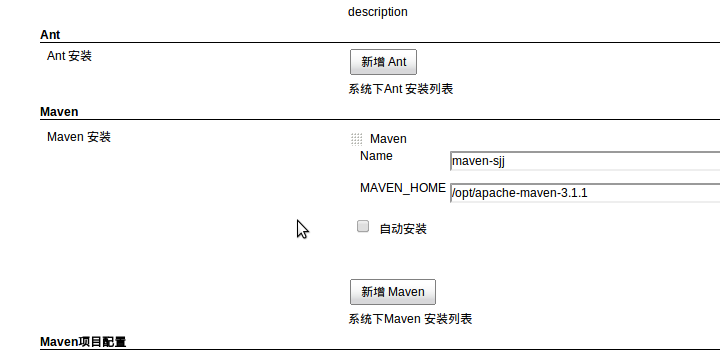 description
Ant
Ant 安装
新增 Ant
系统下Ant 安装列表
Maven
Maven 安装
Maven
Name
maven-sjj
MAVEN_HOME
/opt/apache-maven-3.1.1
自动安装
新增 Maven
系统下Maven 安装列表
Maven项目配置